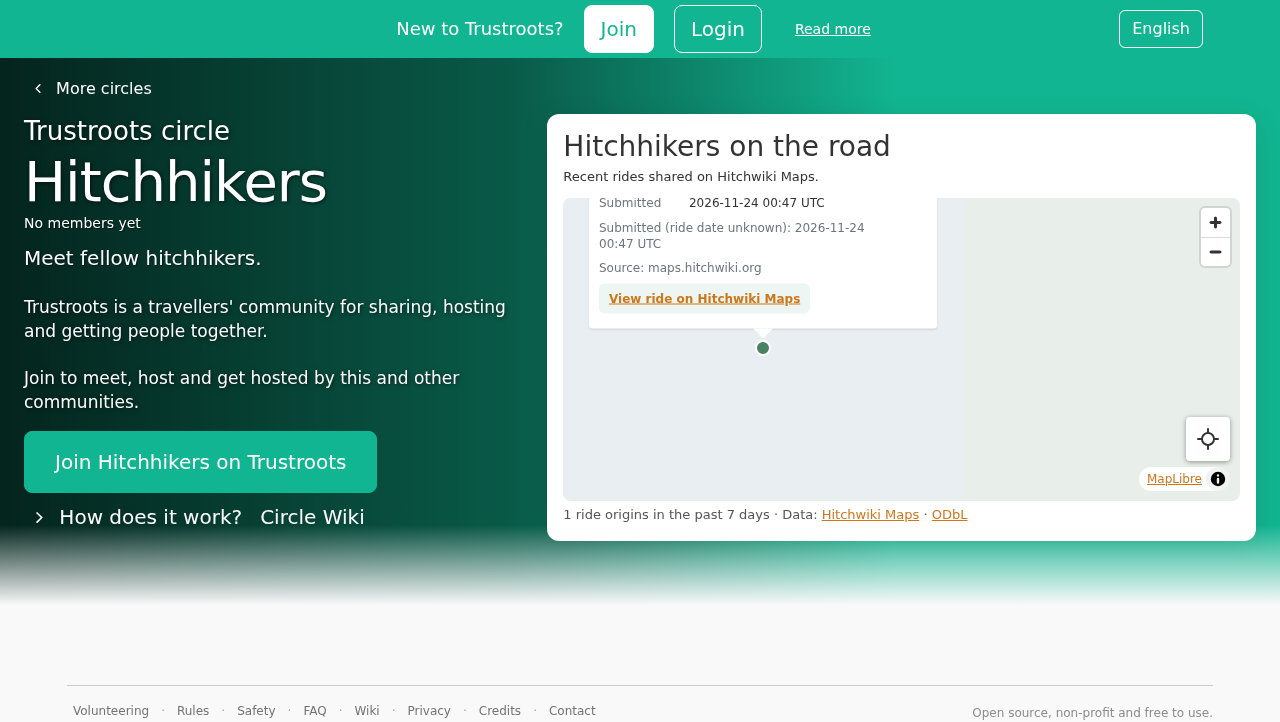 New to Trustroots?
Join
Login
Read more
English
More circles
Trustroots circle
Hitchhikers
No members yet
Meet fellow hitchhikers.
Trustroots is a travellers' community for sharing, hosting
and getting people together.
Join to meet, host and get hosted by this and other
communities.
Join Hitchhikers on Trustroots
How does it work?
Circle Wiki
Hitchhikers on the road
Recent rides shared on Hitchwiki Maps.
Submitted 2026-11-24 00:47 UTC
Submitted (ride date unknown): 2026-11-24
00:47 UTC
Source: maps.hitchwiki.org
View ride on Hitchwiki Maps
MapLibre
1 ride origins in the past 7 days · Data: Hitchwiki Maps · ODbL
Volunteering · Rules · Safety · FAQ · Wiki · Privacy · Credits · Contact
Open source, non-profit and free to use.